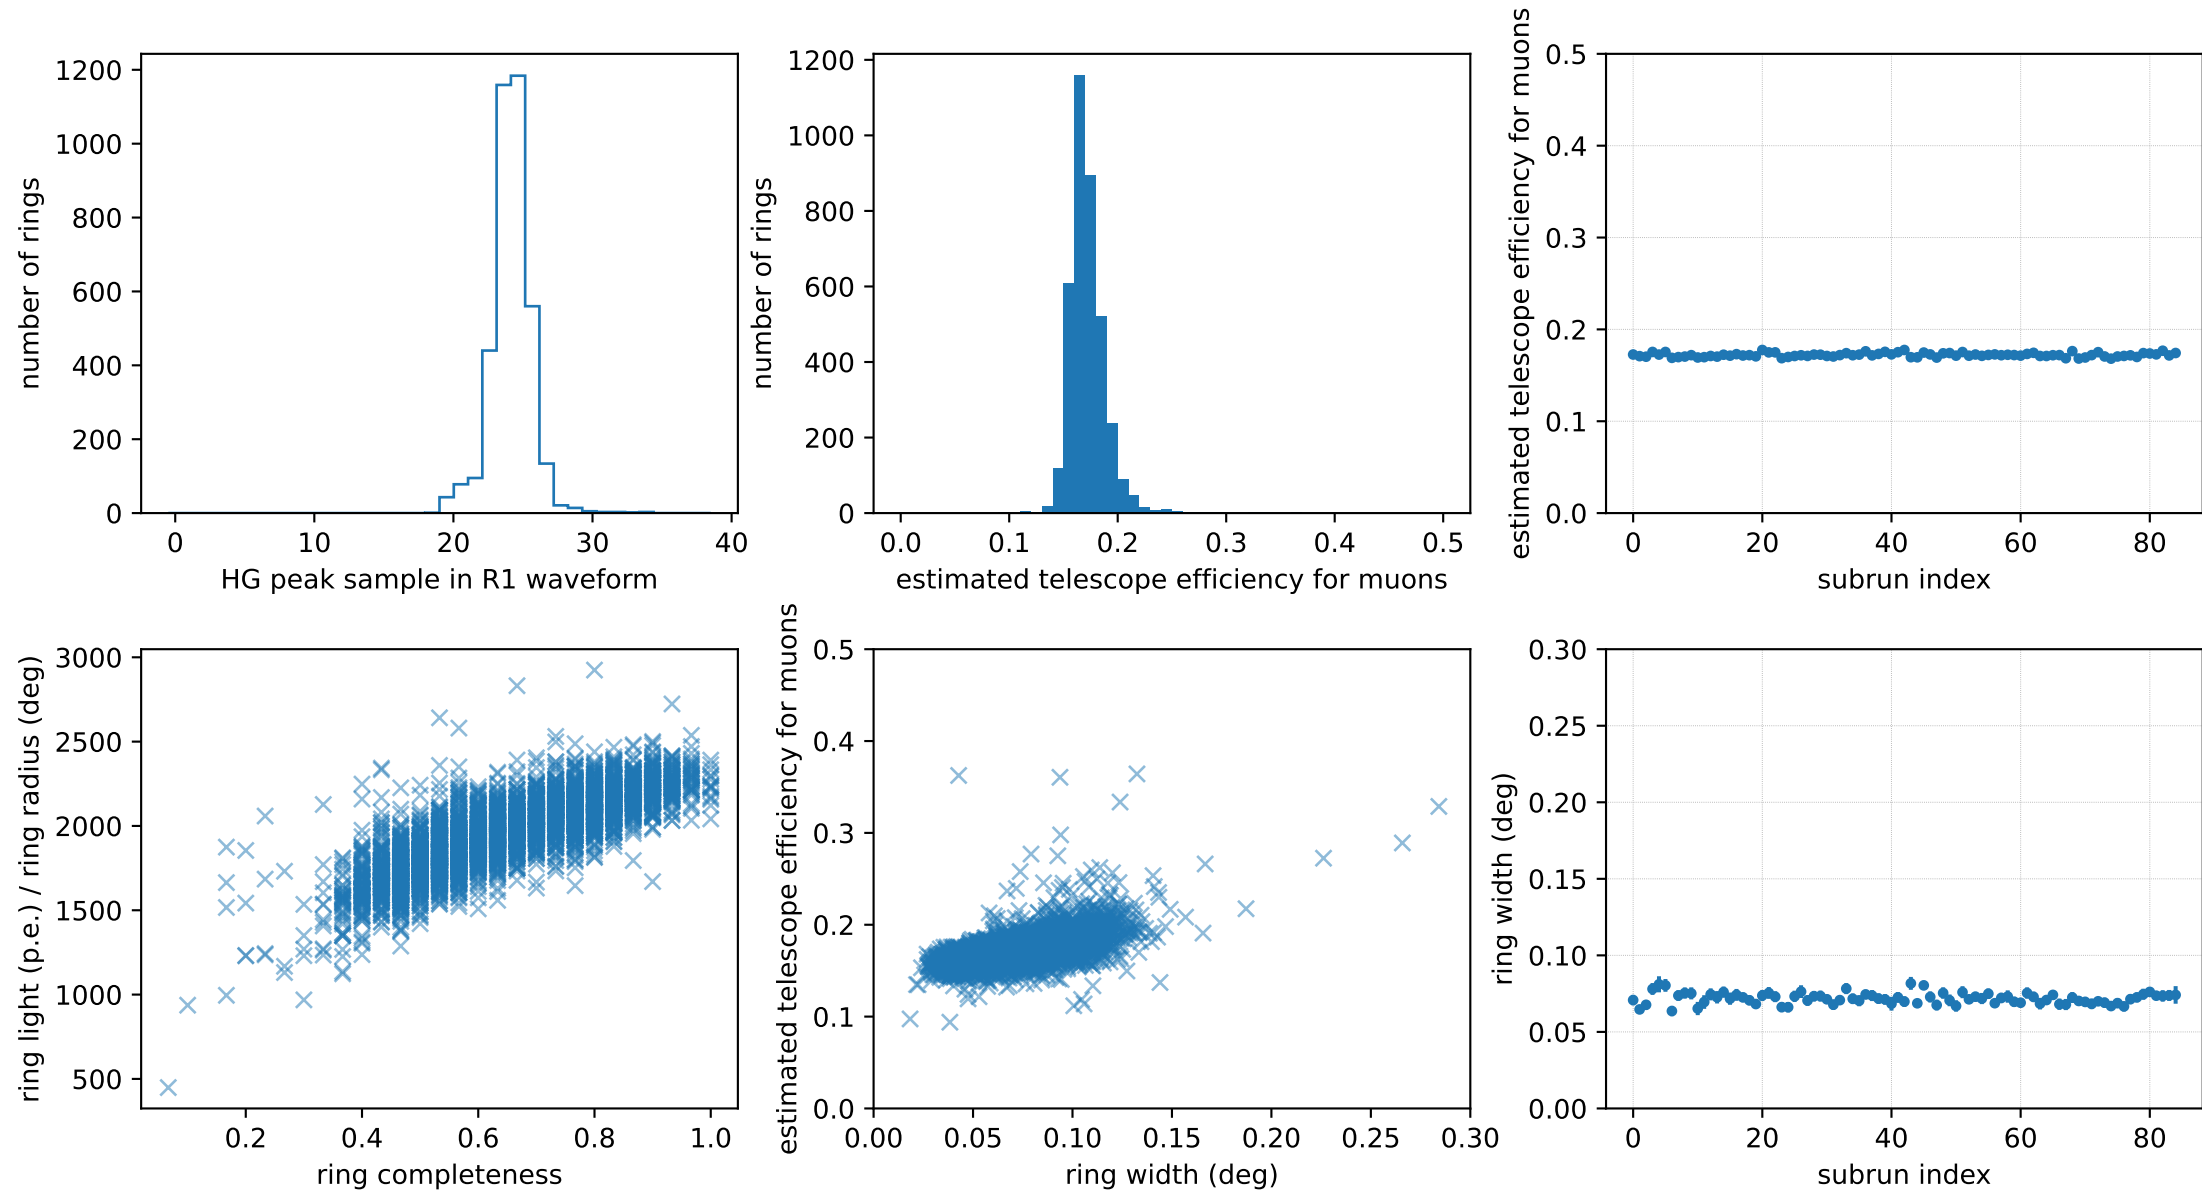 number of rings
1200
1000
800
600
400
200
0
0 10 20 30 40
HG peak sample in R1 waveform
number of rings
1200
1000
800
600
400
200
0
0.0 0.1 0.2 0.3 0.4 0.5
estimated telescope efficiency for muons
estimated telescope efficiency for muons
0.5
0.4
0.3
0.2
0.1
0.0
0 20 40 60 80
subrun index
ring light (p.e.) / ring radius (deg)
3000
2500
2000
1500
1000
500
0.2 0.4 0.6 0.8 1.0
ring completeness
estimated telescope efficiency for muons
0.5
0.4
0.3
0.2
0.1
0.0
0.00 0.05 0.10 0.15 0.20 0.25 0.30
ring width (deg)
ring width (deg)
0.30
0.25
0.20
0.15
0.10
0.05
0.00
0 20 40 60 80
subrun index